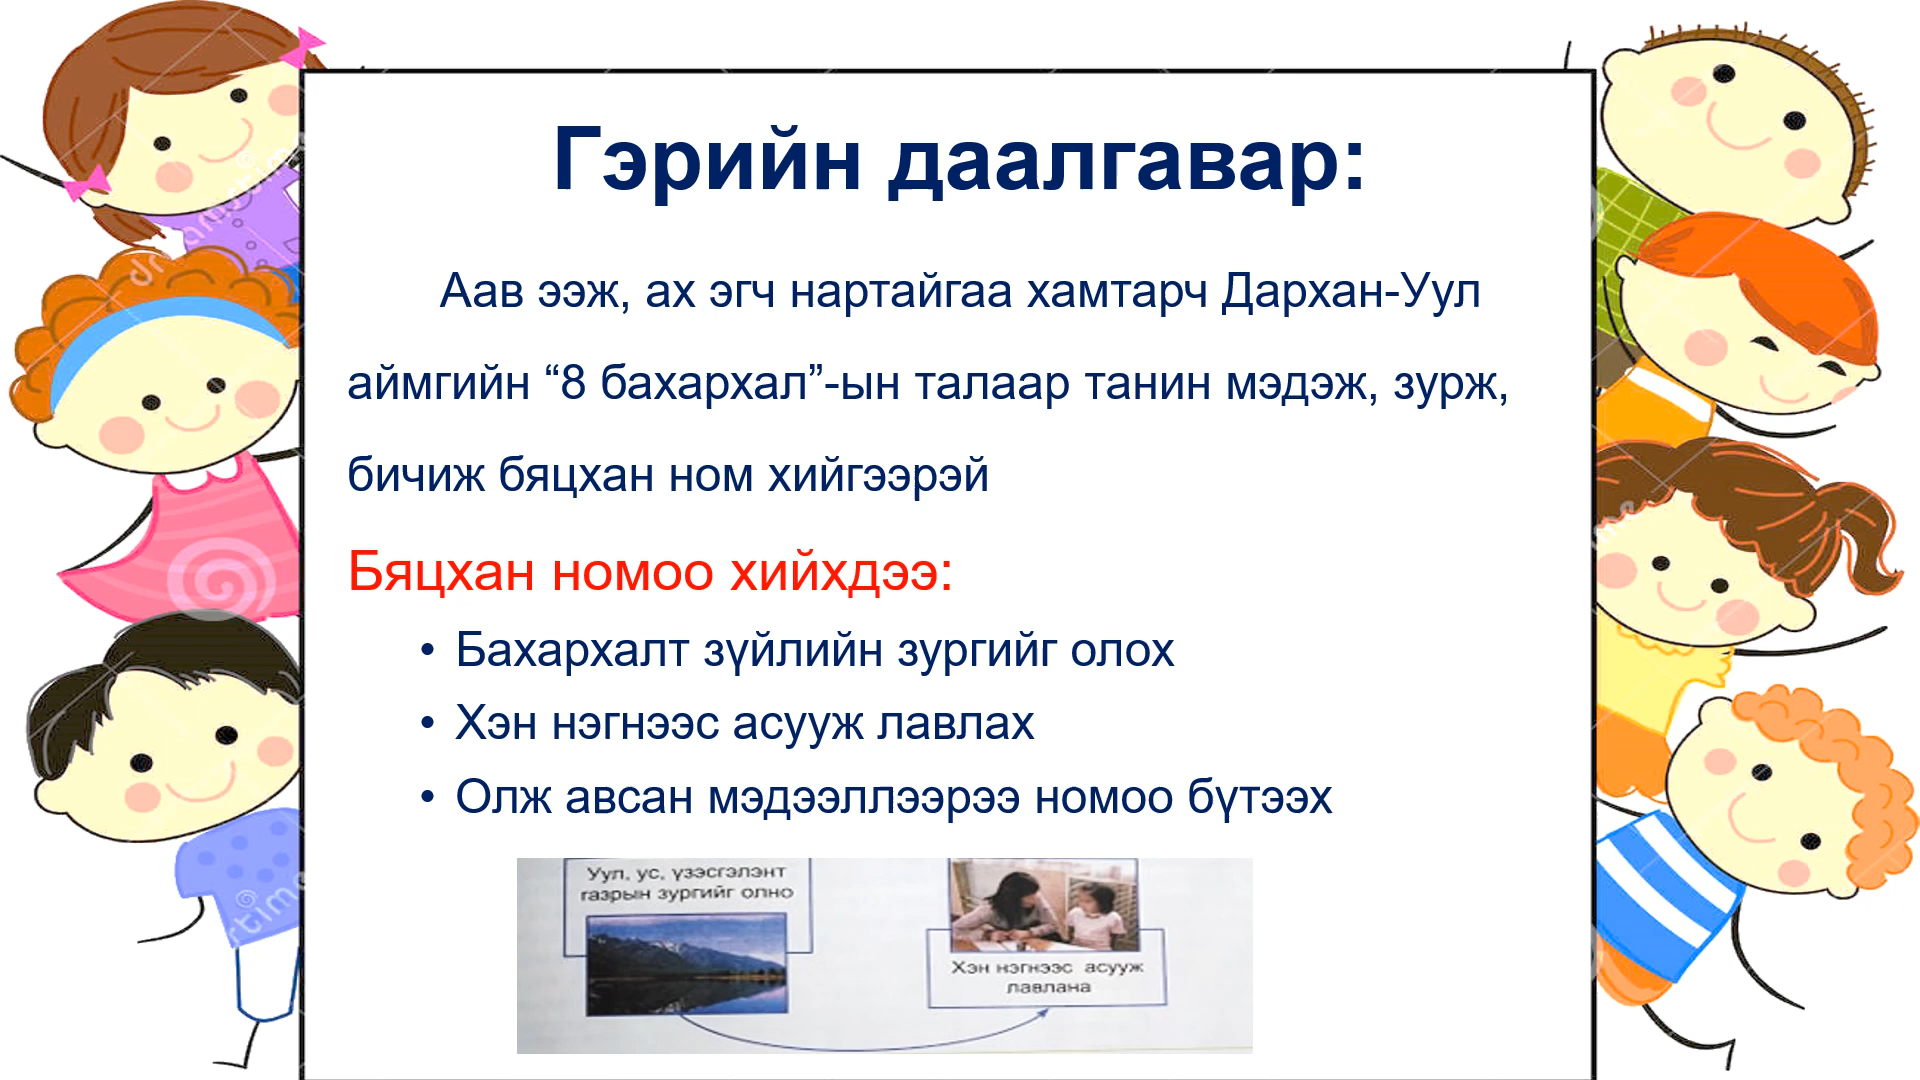 Гэрийн даалгавар:
Аав ээж, ах эгч нартайгаа хамтарч Дархан-Уул
аймгийн “8 бахархал”-ын талаар танин мэдэж, зурж,
бичиж бяцхан ном хийгээрэй
Бяцхан номоо хийхдээ:
• Бахархалт зүйлийн зургийг олох
• Хэн нэгнээс асууж лавлах
• Олж авсан мэдээллээрээ номоо бүтээх
Уул, ус, үзэсгэлэнт
газрын зургийг олно
Хэн нэгнээс асууж
лавлана